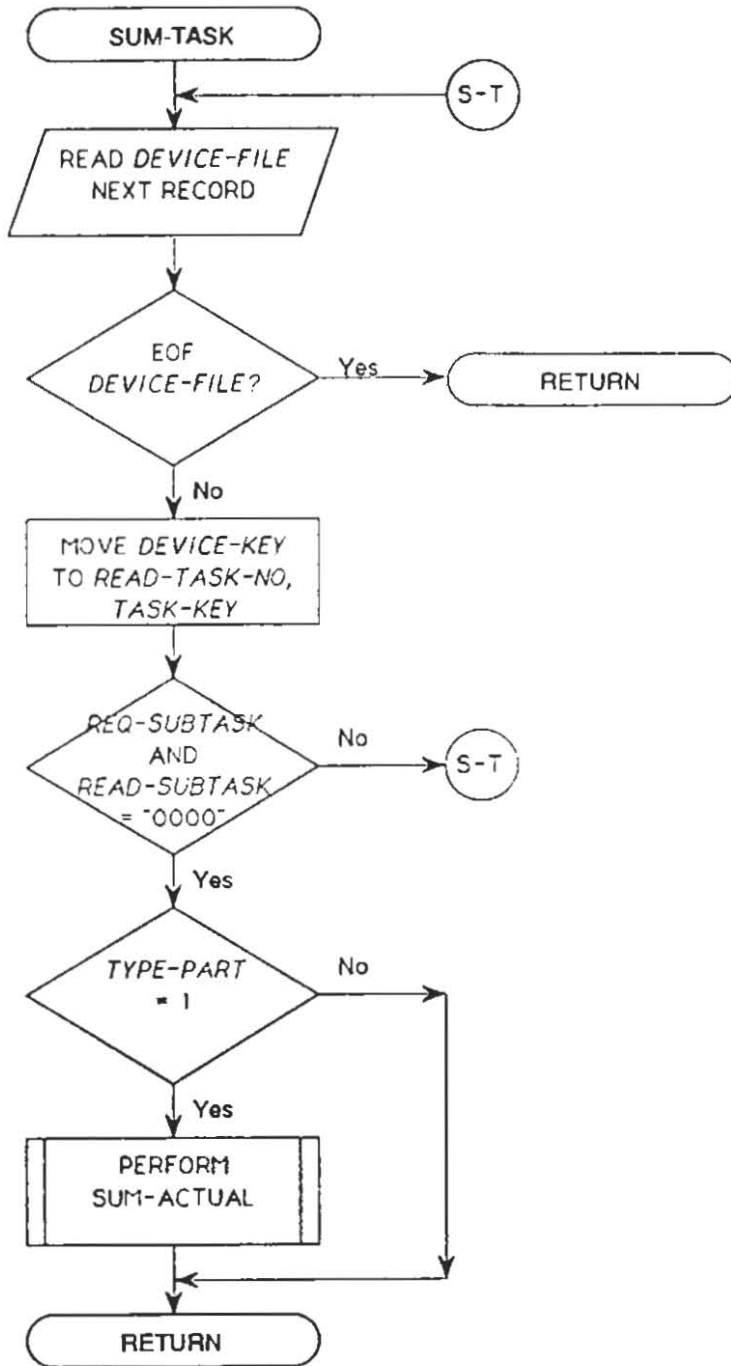 SUM-TASK
S-T
READ DEVICE-FILE
NEXT RECORD
EOF
DEVICE-FILE?
Yes
RETURN
No
MOVE DEVICE-KEY
TO READ-TASK-NO,
TASK-KEY
REQ-SUBTASK
AND
READ-SUBTASK
= "0000"
No
S-T
Yes
TYPE-PART
= 1
No
Yes
PERFORM
SUM-ACTUAL
RETURN